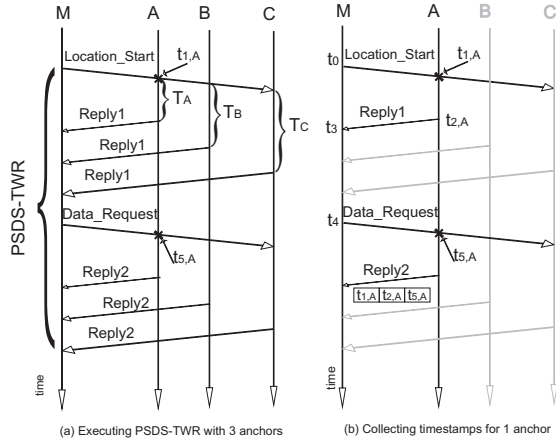 M A B C
Location_Start
t1,A
TA
TB
TC
Reply1
Reply1
Reply1
PSDS-TWR
Data_Request
t5,A
Reply2
Reply2
Reply2
time
(a) Executing PSDS-TWR with 3 anchors
M A B C
t0
Location_Start
t1,A
Reply1
t2,A
t3
t4
Data_Request
t5,A
Reply2
t1,A t2,A t5,A
time
(b) Collecting timestamps for 1 anchor